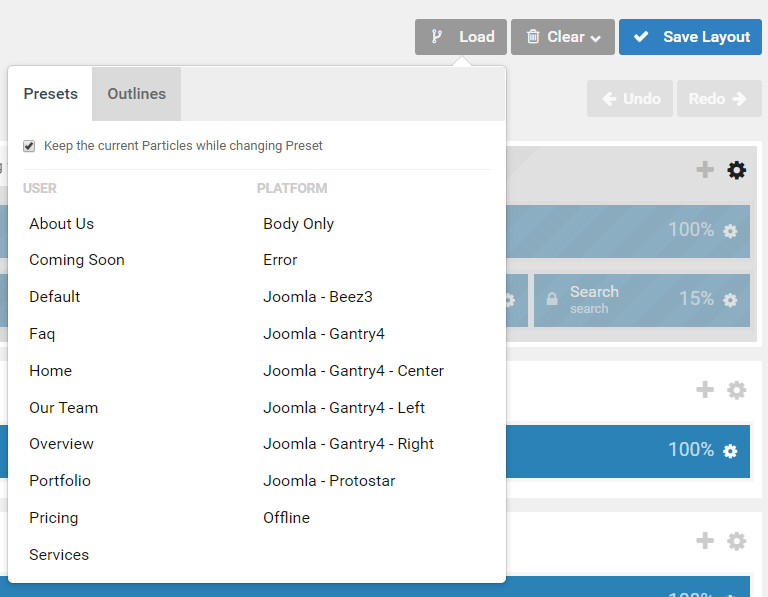 Load
Clear
Save Layout
Presets
Outlines
Undo
Redo
Keep the current Particles while changing Preset
USER
PLATFORM
About Us
Body Only
100%
Coming Soon
Error
Default
Joomla - Beez3
Search
search
15%
Faq
Joomla - Gantry4
Home
Joomla - Gantry4 - Center
Our Team
Joomla - Gantry4 - Left
Overview
Joomla - Gantry4 - Right
100%
Portfolio
Joomla - Protostar
Pricing
Offline
Services
100%